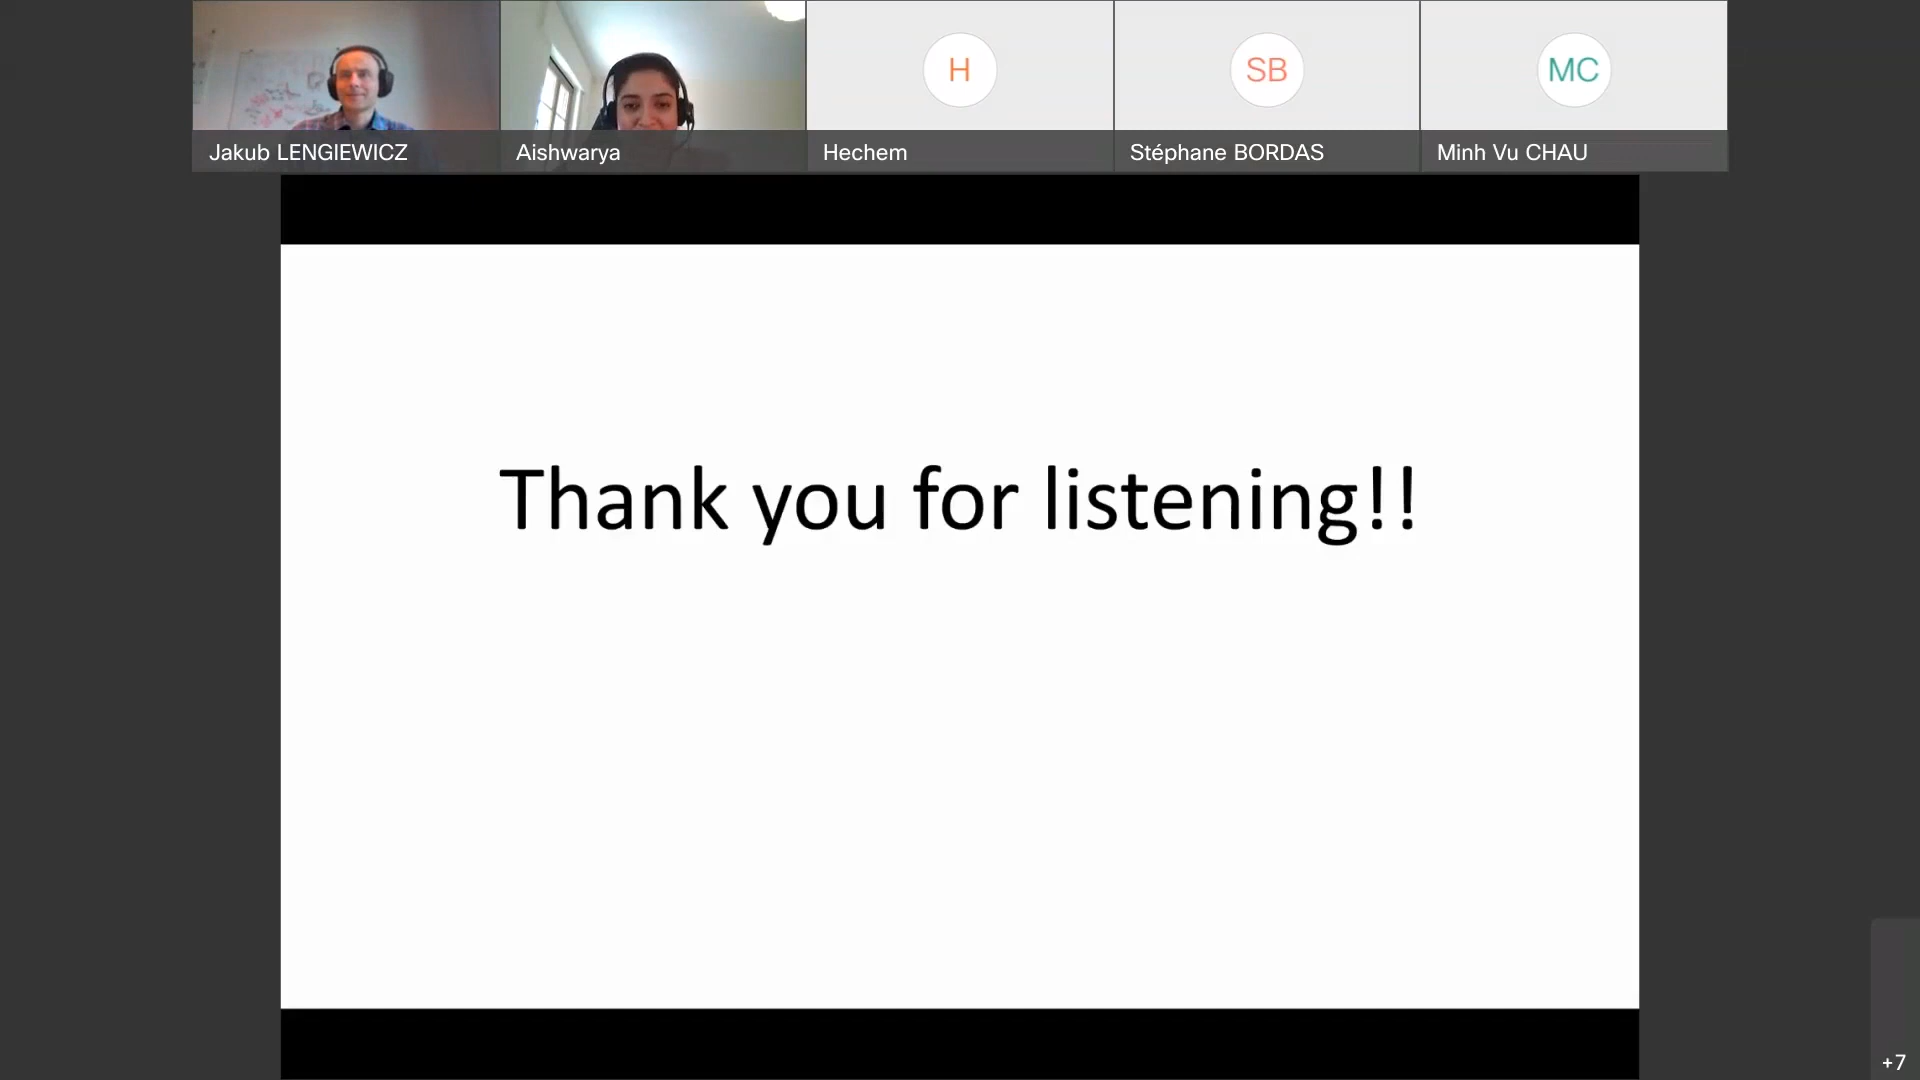 H
SB
MC
Jakub LENGIEWICZ
Aishwarya
Hechem
Stéphane BORDAS
Minh Vu CHAU
Thank you for listening!!
+7